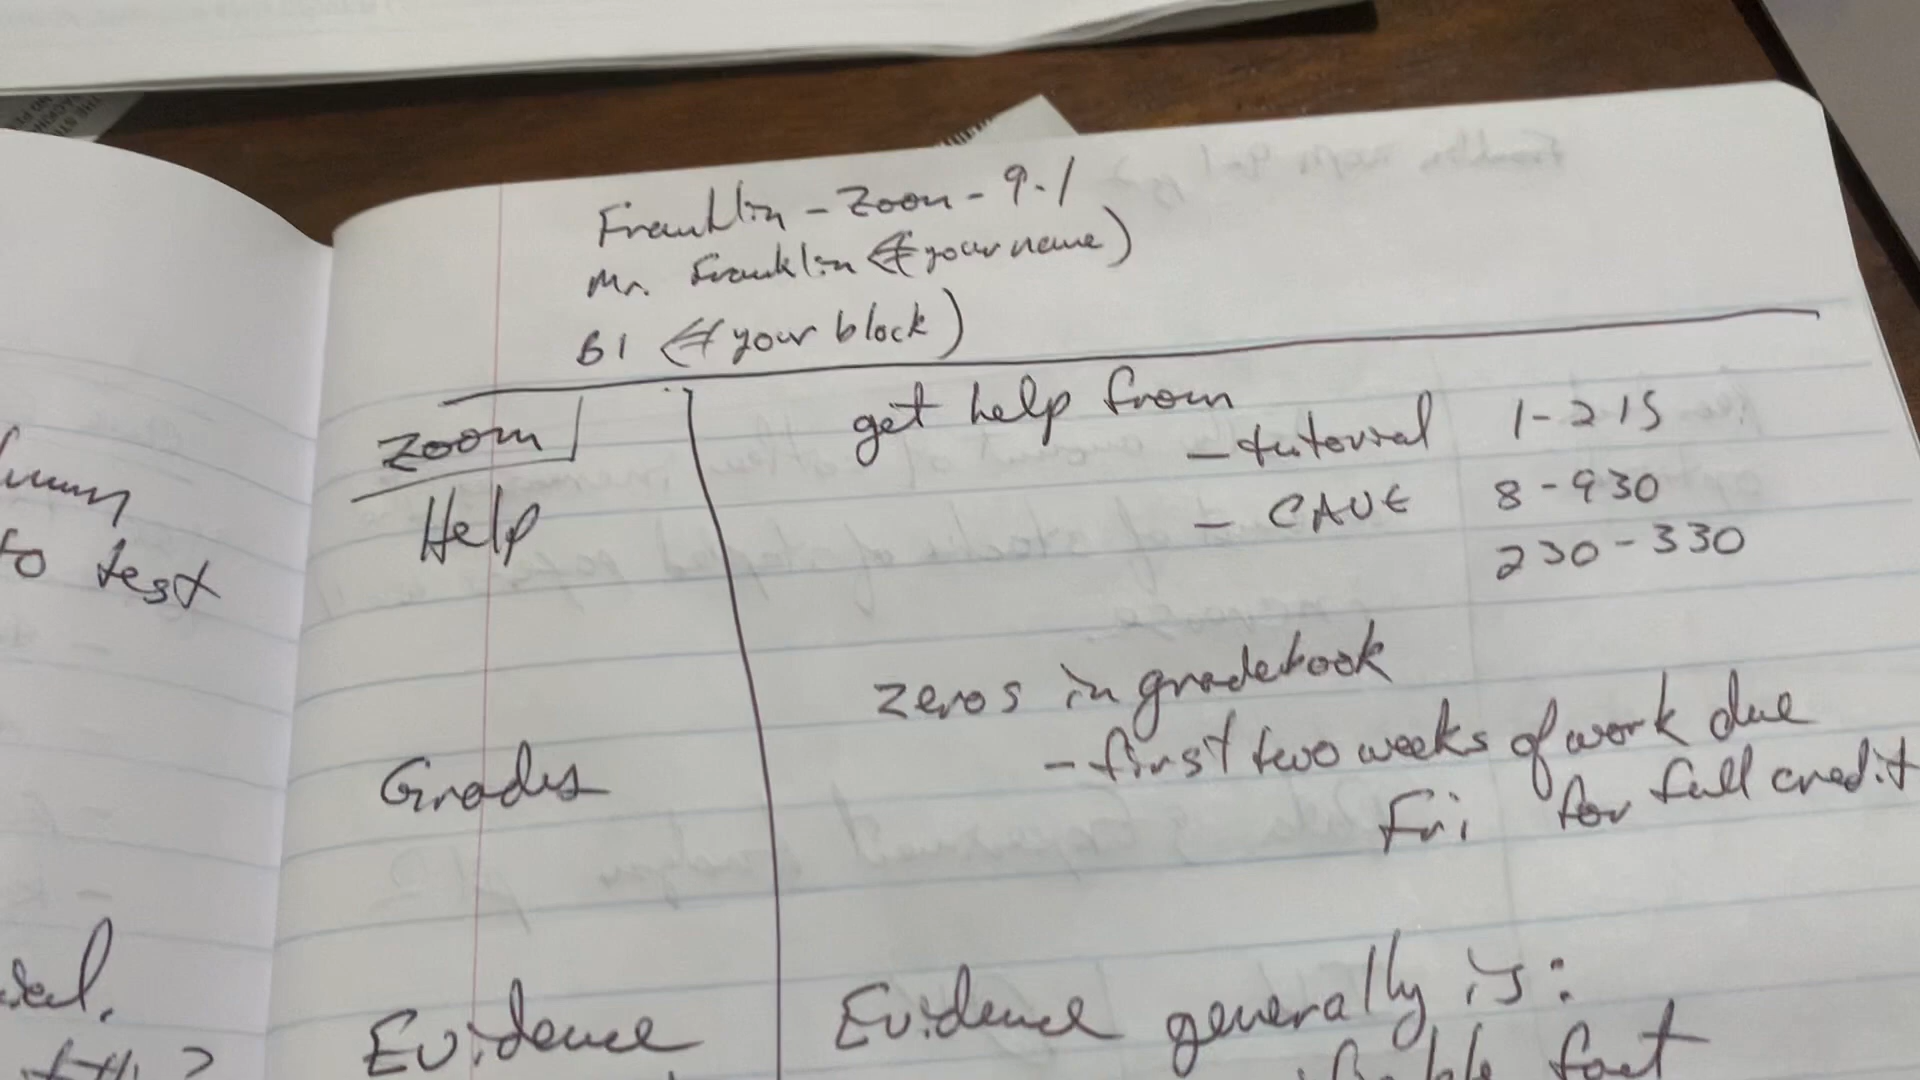 Franklin - Zoom - 9.1
Mr. Franklin (← your name)
B1 (← your block)
Zoom
Help
get help from
- tutorial 1-215
- CAVE 8-930
230-330
Grades
zeros in gradebook
- first two weeks of work due
Fri for full credit
Evidence
Evidence generally is:
fact
to test